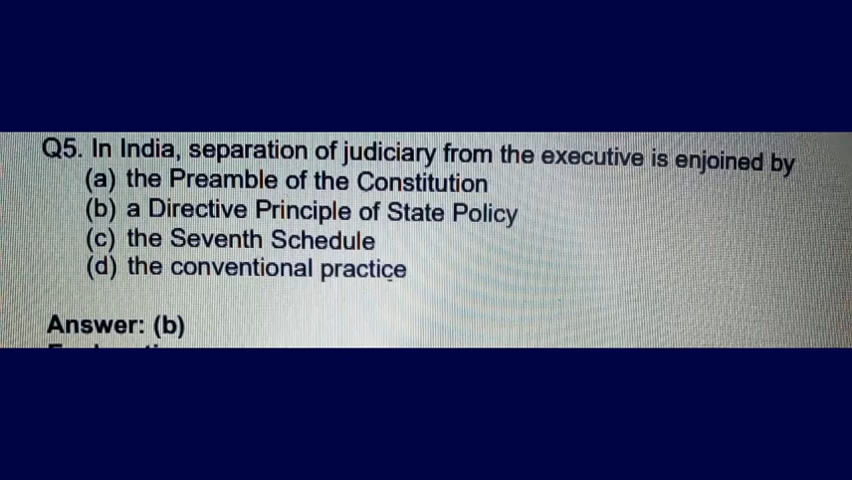 Q5. In India, separation of judiciary from the executive is enjoined by
(a) the Preamble of the Constitution
(b) a Directive Principle of State Policy
(c) the Seventh Schedule
(d) the conventional practice
Answer: (b)